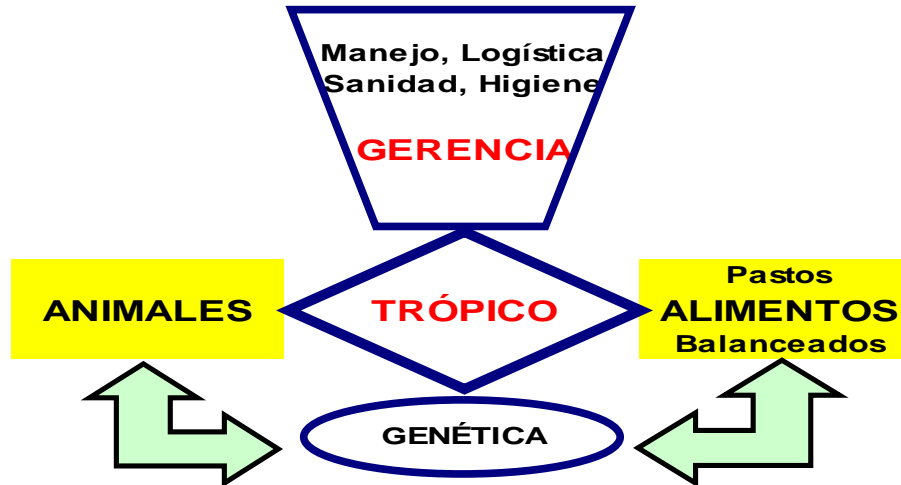 Manejo, Logística
Sanidad, Higiene
GERENCIA
ANIMALES
TRÓPICO
Pastos
ALIMENTOS
Balanceados
GENÉTICA